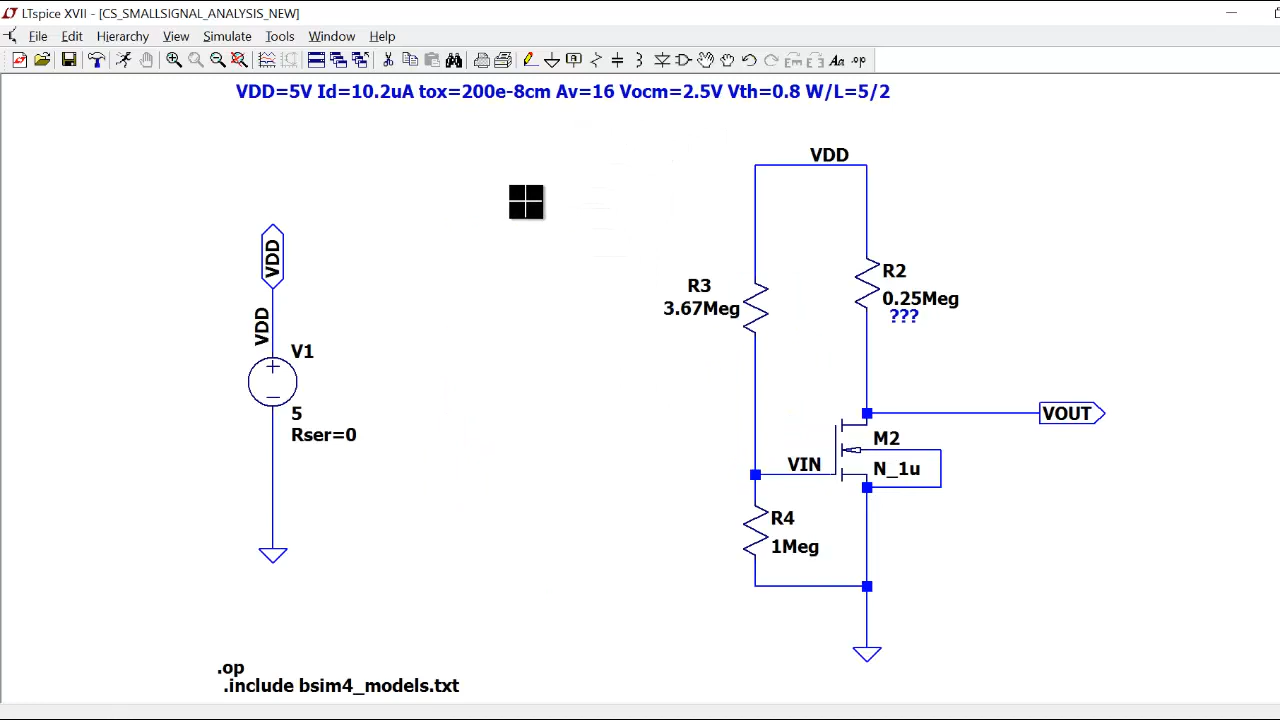 LTspice XVII - [CS_SMALLSIGNAL_ANALYSIS_NEW]
File Edit Hierarchy View Simulate Tools Window Help
Aa .op
VDD=5V Id=10.2uA tox=200e-8cm Av=16 Vocm=2.5V Vth=0.8 W/L=5/2
VDD
VDD
VDD
V1
5
Rser=0
R3
3.67Meg
R2
0.25Meg
???
VOUT
M2
VIN
N_1u
R4
1Meg
.op
.include bsim4_models.txt